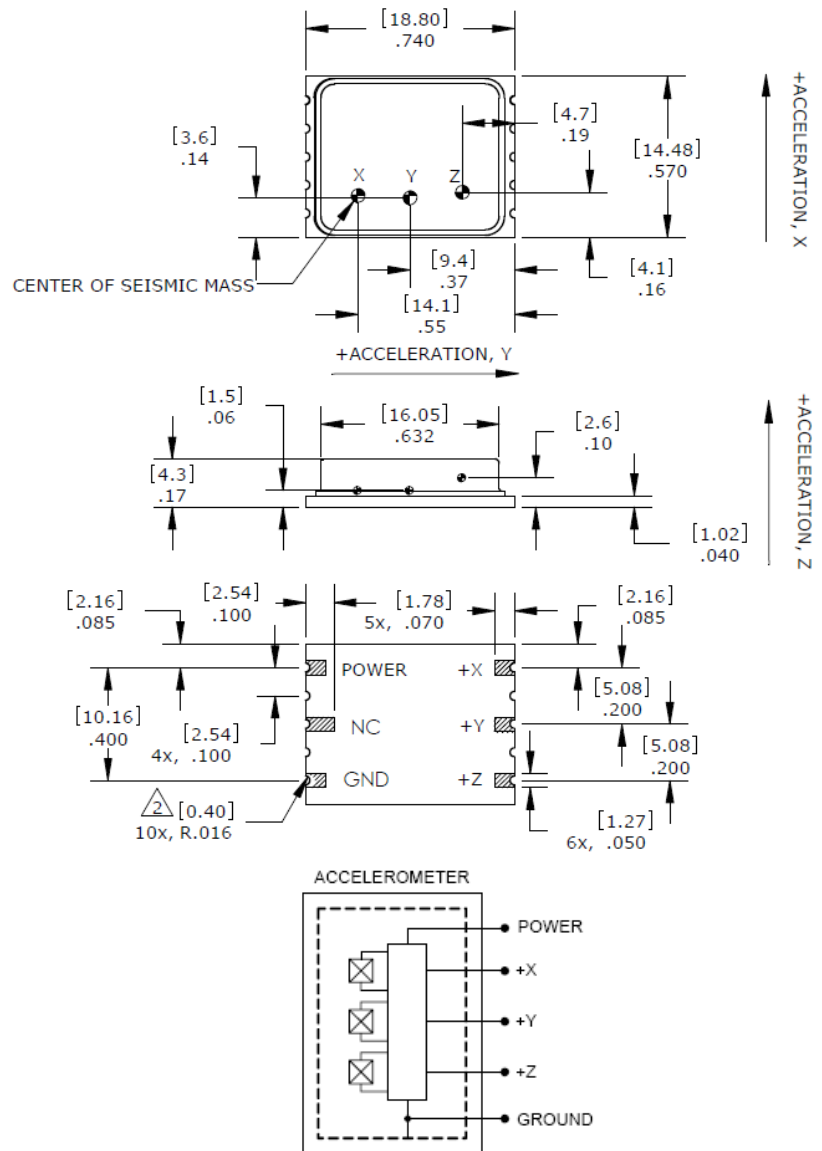 [18.80]
.740
[3.6]
.14
X
Y
Z
[4.7]
.19
[14.48]
.570
+ACCELERATION, X
CENTER OF SEISMIC MASS
[9.4]
.37
[4.1]
.16
[14.1]
.55
+ACCELERATION, Y
[1.5]
.06
[16.05]
.632
[2.6]
.10
[4.3]
.17
[1.02]
.040
+ACCELERATION, Z
[2.16]
.085
[2.54]
.100
[1.78]
5x, .070
[2.16]
.085
POWER
+X
[5.08]
.200
[10.16]
.400
[2.54]
4x, .100
NC
+Y
[5.08]
.200
GND
+Z
2 [0.40]
10x, R.016
[1.27]
6x, .050
ACCELEROMETER
POWER
+X
+Y
+Z
GROUND